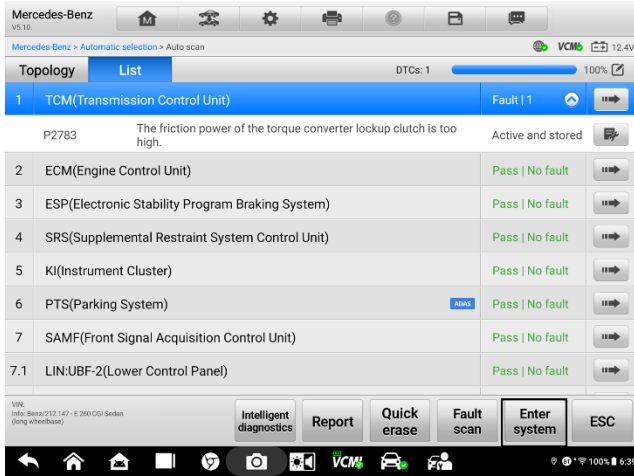 Mercedes-Benz
V5.10.
Mercedes-Benz > Automatic selection > Auto scan
VCMI 12.4V
Topology List DTCs: 1 100%
1 TCM(Transmission Control Unit) Fault | 1
P2783 The friction power of the torque converter lockup clutch is too high. Active and stored
2 ECM(Engine Control Unit) Pass | No fault
3 ESP(Electronic Stability Program Braking System) Pass | No fault
4 SRS(Supplemental Restraint System Control Unit) Pass | No fault
5 KI(Instrument Cluster) Pass | No fault
6 PTS(Parking System) ADAS Pass | No fault
7 SAMF(Front Signal Acquisition Control Unit) Pass | No fault
7.1 LIN:UBF-2(Lower Control Panel) Pass | No fault
VIN:
Info: Benz/212.147 - E 260 CGI Sedan
(long wheelbase)
Intelligent diagnostics
Report
Quick erase
Fault scan
Enter system
ESC
VCMI 100% 6:39